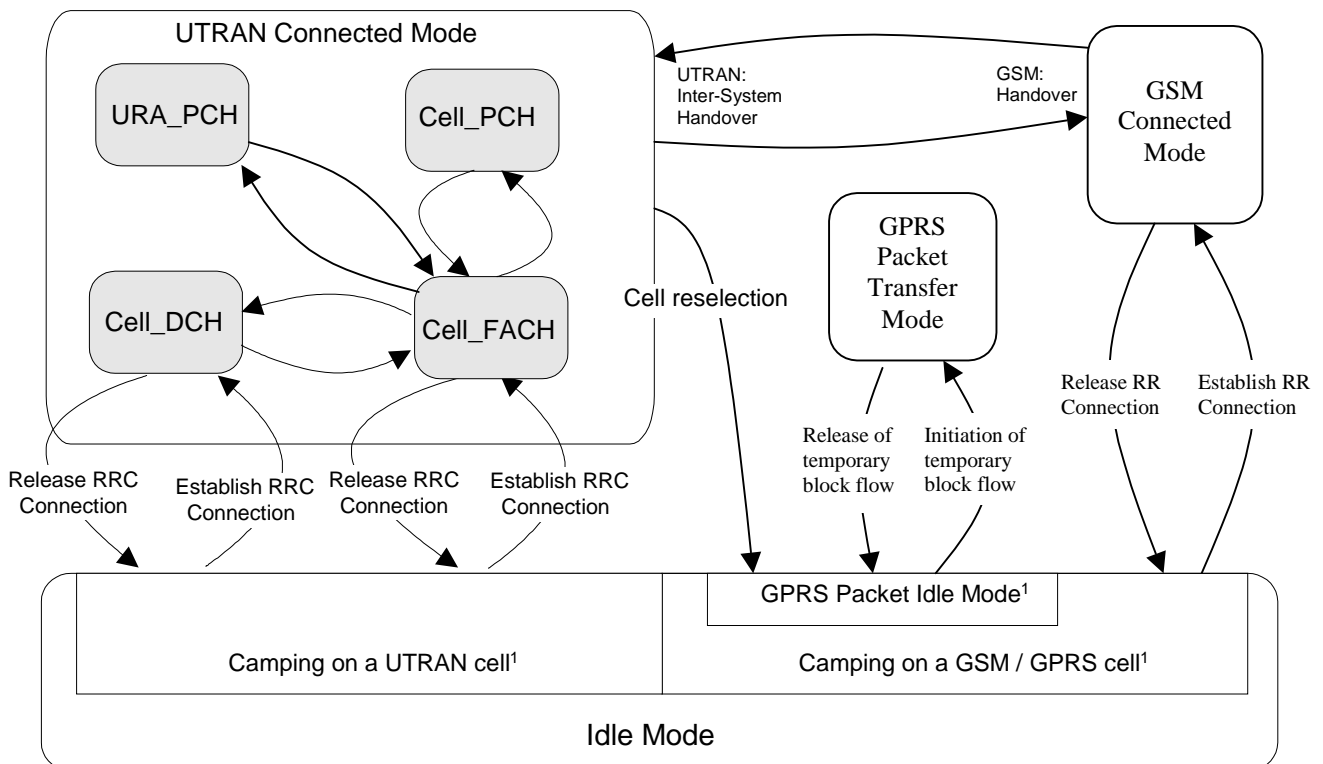 UTRAN Connected Mode
URA_PCH
Cell_PCH
Cell_DCH
Cell_FACH
UTRAN:
Inter-System
Handover
GSM:
Handover
GSM
Connected
Mode
GPRS
Packet
Transfer
Mode
Cell reselection
Release RRC
Connection
Establish RRC
Connection
Release RRC
Connection
Establish RRC
Connection
Release of
temporary
block flow
Initiation of
temporary
block flow
Release RR
Connection
Establish RR
Connection
GPRS Packet Idle Mode¹
Camping on a UTRAN cell¹
Camping on a GSM / GPRS cell¹
Idle Mode